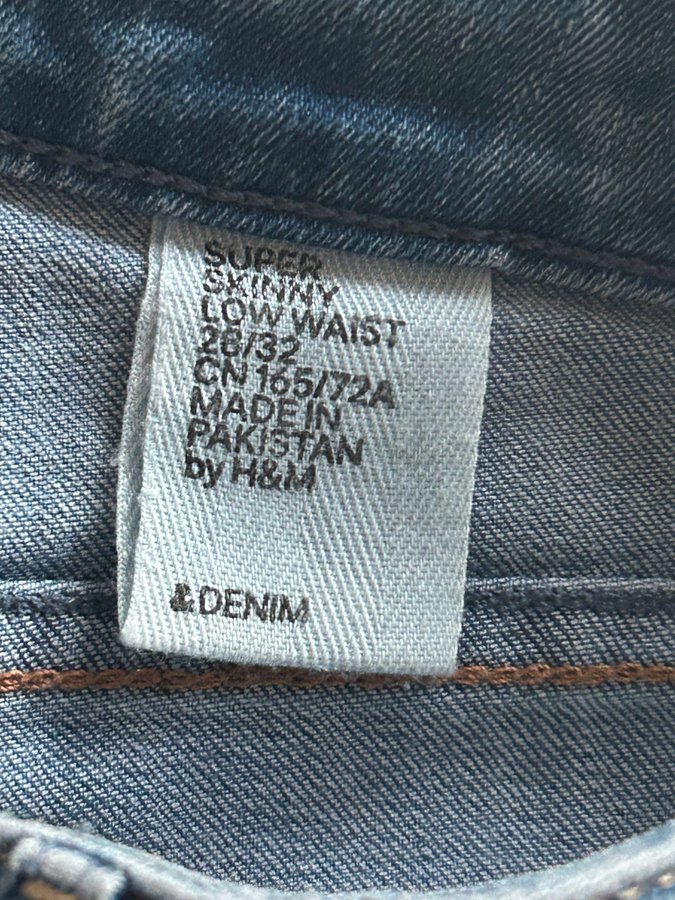 SUPER
SKINNY
LOW WAIST
28/32
CN 165/72A
MADE IN
PAKISTAN
by H&M
&DENIM